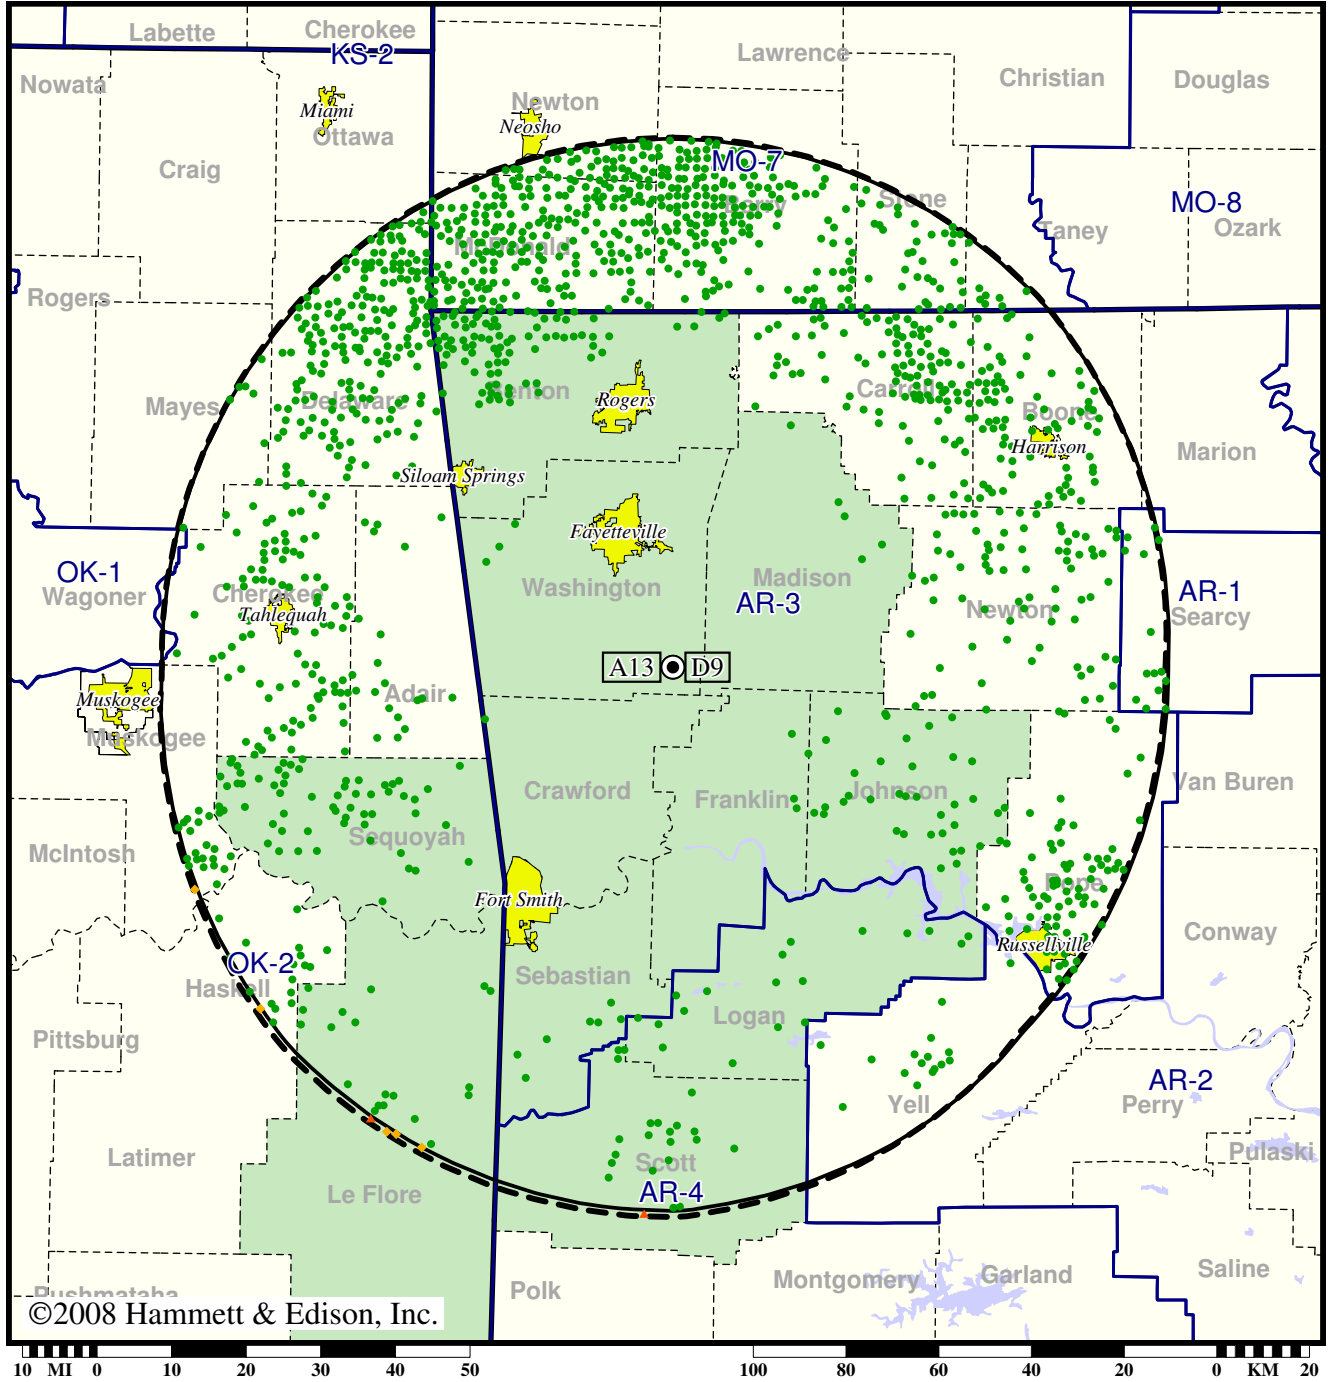 Labette
Cherokee
KS-2
Lawrence
Christian
Douglas
Nowata
Miami
Ottawa
Newton
Neosho
Craig
MO-7
Barry
Stone
MO-8
Taney
Ozark
McDonald
Rogers
Mayes
Delaware
Benton
Rogers
Carroll
Boone
Harrison
Marion
Siloam Springs
Fayetteville
OK-1
Wagoner
Cherokee
Tahlequah
Washington
Madison
AR-3
Newton
AR-1
Searcy
A13
D9
Adair
Muskogee
Muskogee
Crawford
Franklin
Johnson
Van Buren
McIntosh
Sequoyah
Pope
Fort Smith
Russellville
Conway
OK-2
Haskell
Sebastian
Logan
Pittsburg
AR-2
Yell
Perry
Latimer
Scott
Pulaski
Le Flore
AR-4
Polk
Montgomery
Garland
Saline
Pushmataha
©2008 Hammett & Edison, Inc.
10 MI 0 10 20 30 40 50
100 80 60 40 20 0 KM 20